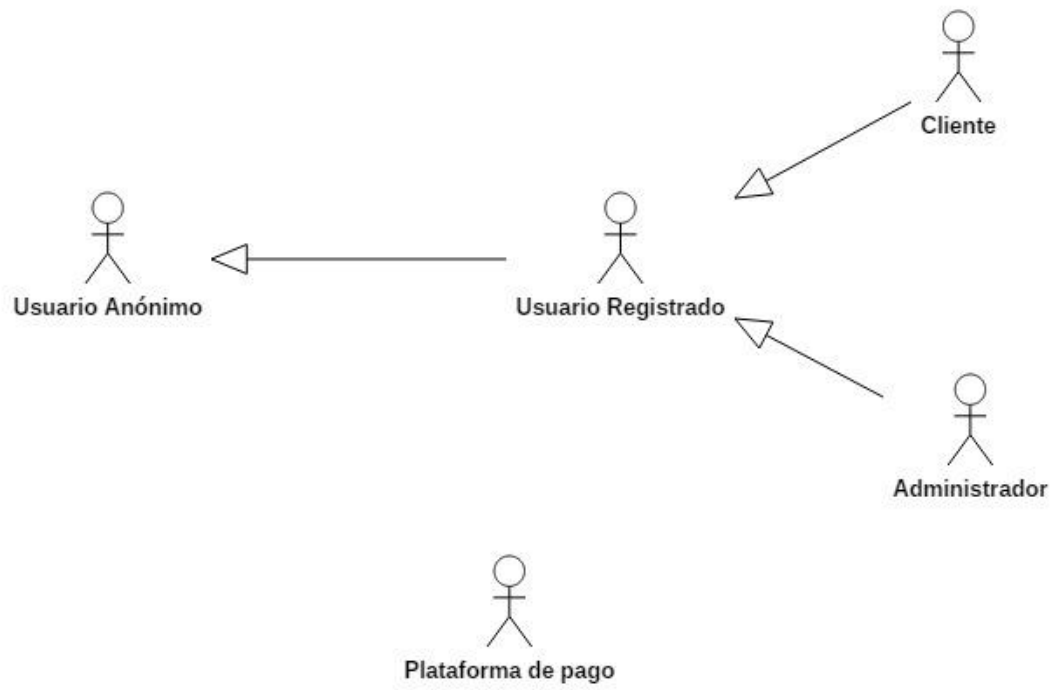 Cliente
Usuario Anónimo
Usuario Registrado
Administrador
Plataforma de pago